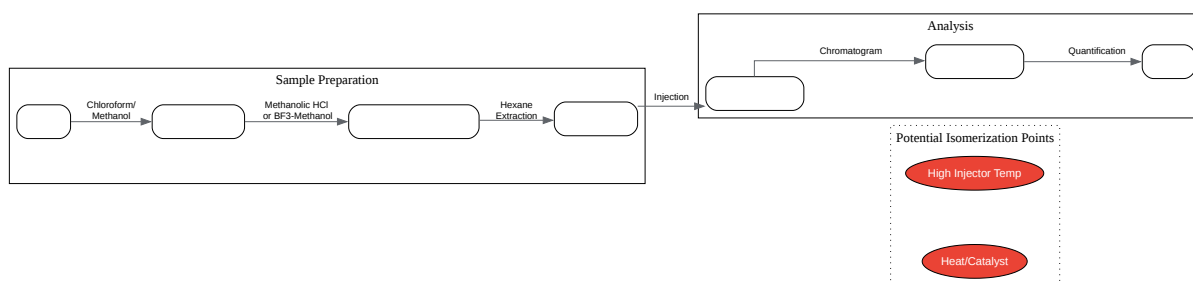 Analysis
Chromatogram
Quantification
Sample Preparation
Chloroform/
Methanol
Methanolic HCl
or BF3-Methanol
Hexane
Extraction
Injection
Potential Isomerization Points
High Injector Temp
Heat/Catalyst